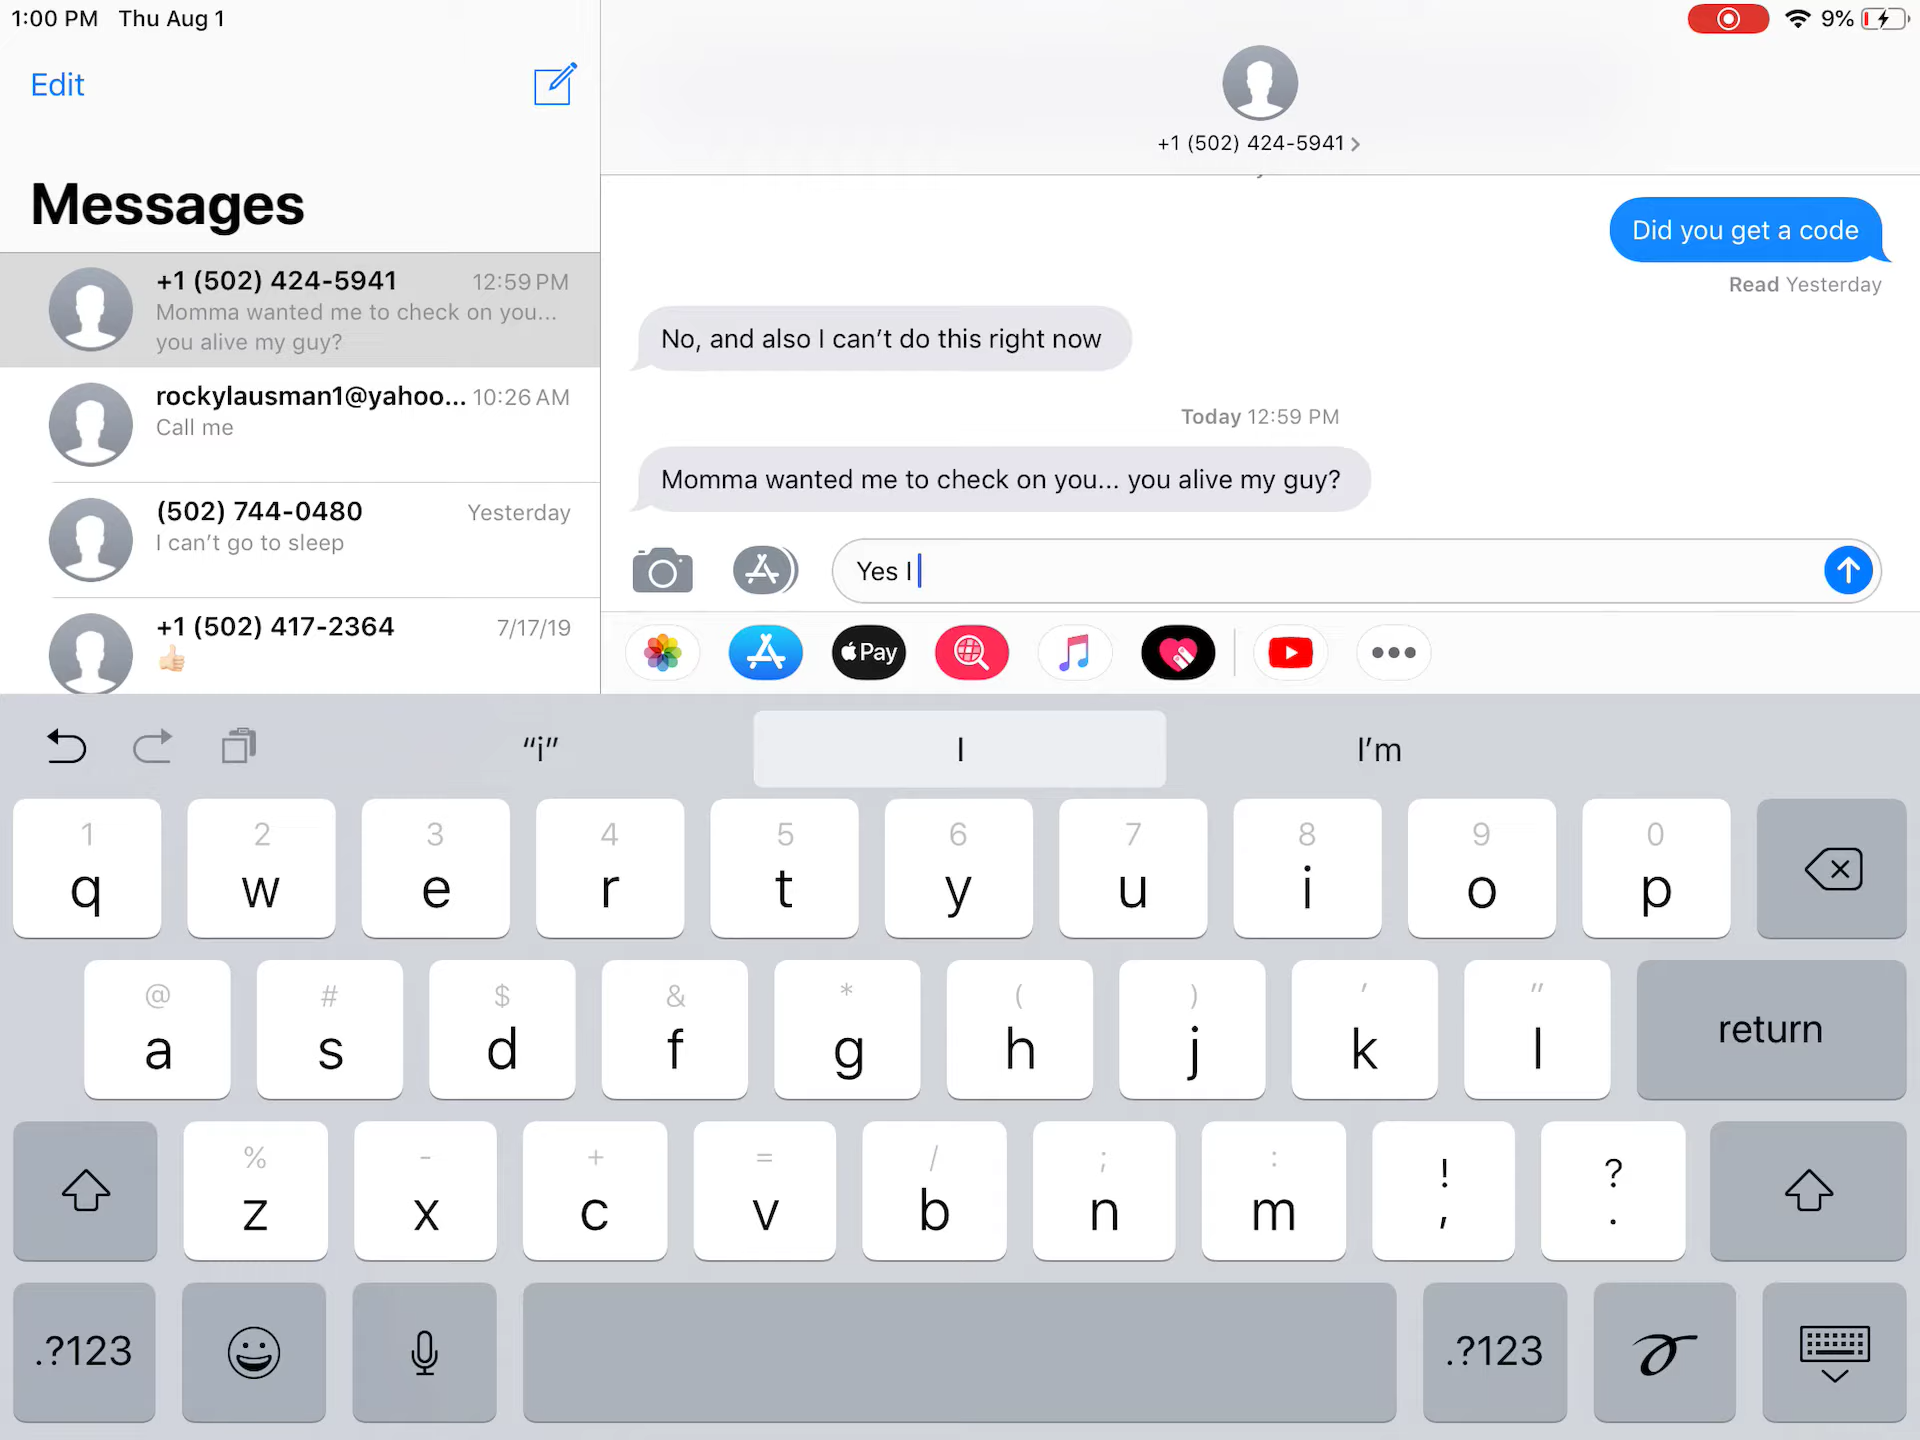 1:00 PM Thu Aug 1
9%
Edit
Messages
+1 (502) 424-5941 12:59 PM
Momma wanted me to check on you...
you alive my guy?
rockylausman1@yahoo... 10:26 AM
Call me
(502) 744-0480 Yesterday
I can't go to sleep
+1 (502) 417-2364 7/17/19
+1 (502) 424-5941
Did you get a code
Read Yesterday
No, and also I can't do this right now
Today 12:59 PM
Momma wanted me to check on you... you alive my guy?
Yes I
Pay
“i” I I'm
1 2 3 4 5 6 7 8 9 0
q w e r t y u i o p
@ # $ & * ( ) ' "
a s d f g h j k l return
% - + = / ; : ! ?
z x c v b n m , .
.?123 .?123